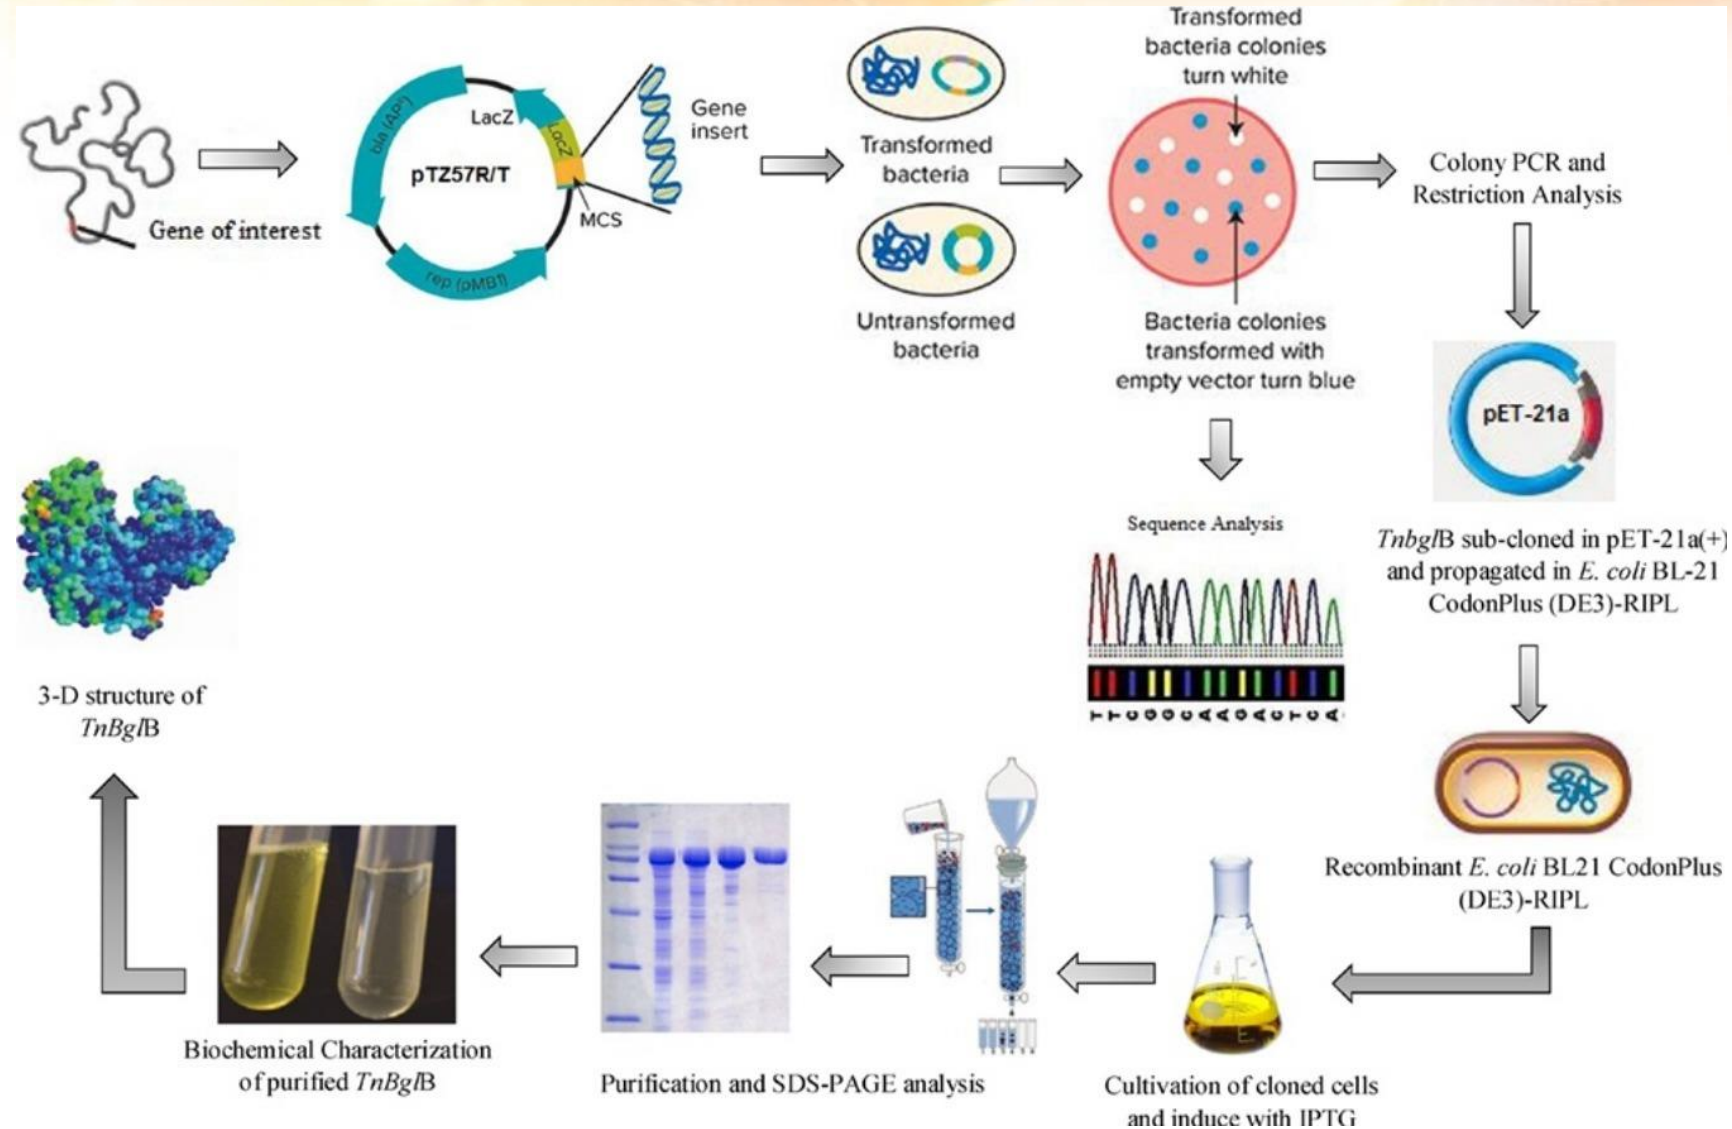 Gene of interest
bla (Apᴿ)
LacZ
LacZ
pTZ57R/T
MCS
rep (pMB1)
Gene
insert
Transformed
bacteria
Untransformed
bacteria
Transformed
bacteria colonies
turn white
Bacteria colonies
transformed with
empty vector turn blue
Colony PCR and
Restriction Analysis
pET-21a
TnbglB sub-cloned in pET-21a(+)
and propagated in E. coli BL-21
CodonPlus (DE3)-RIPL
Sequence Analysis
T T C G G C A A G A C T C A
Recombinant E. coli BL21 CodonPlus
(DE3)-RIPL
Cultivation of cloned cells
and induce with IPTG
Purification and SDS-PAGE analysis
Biochemical Characterization
of purified TnBglB
3-D structure of
TnBglB